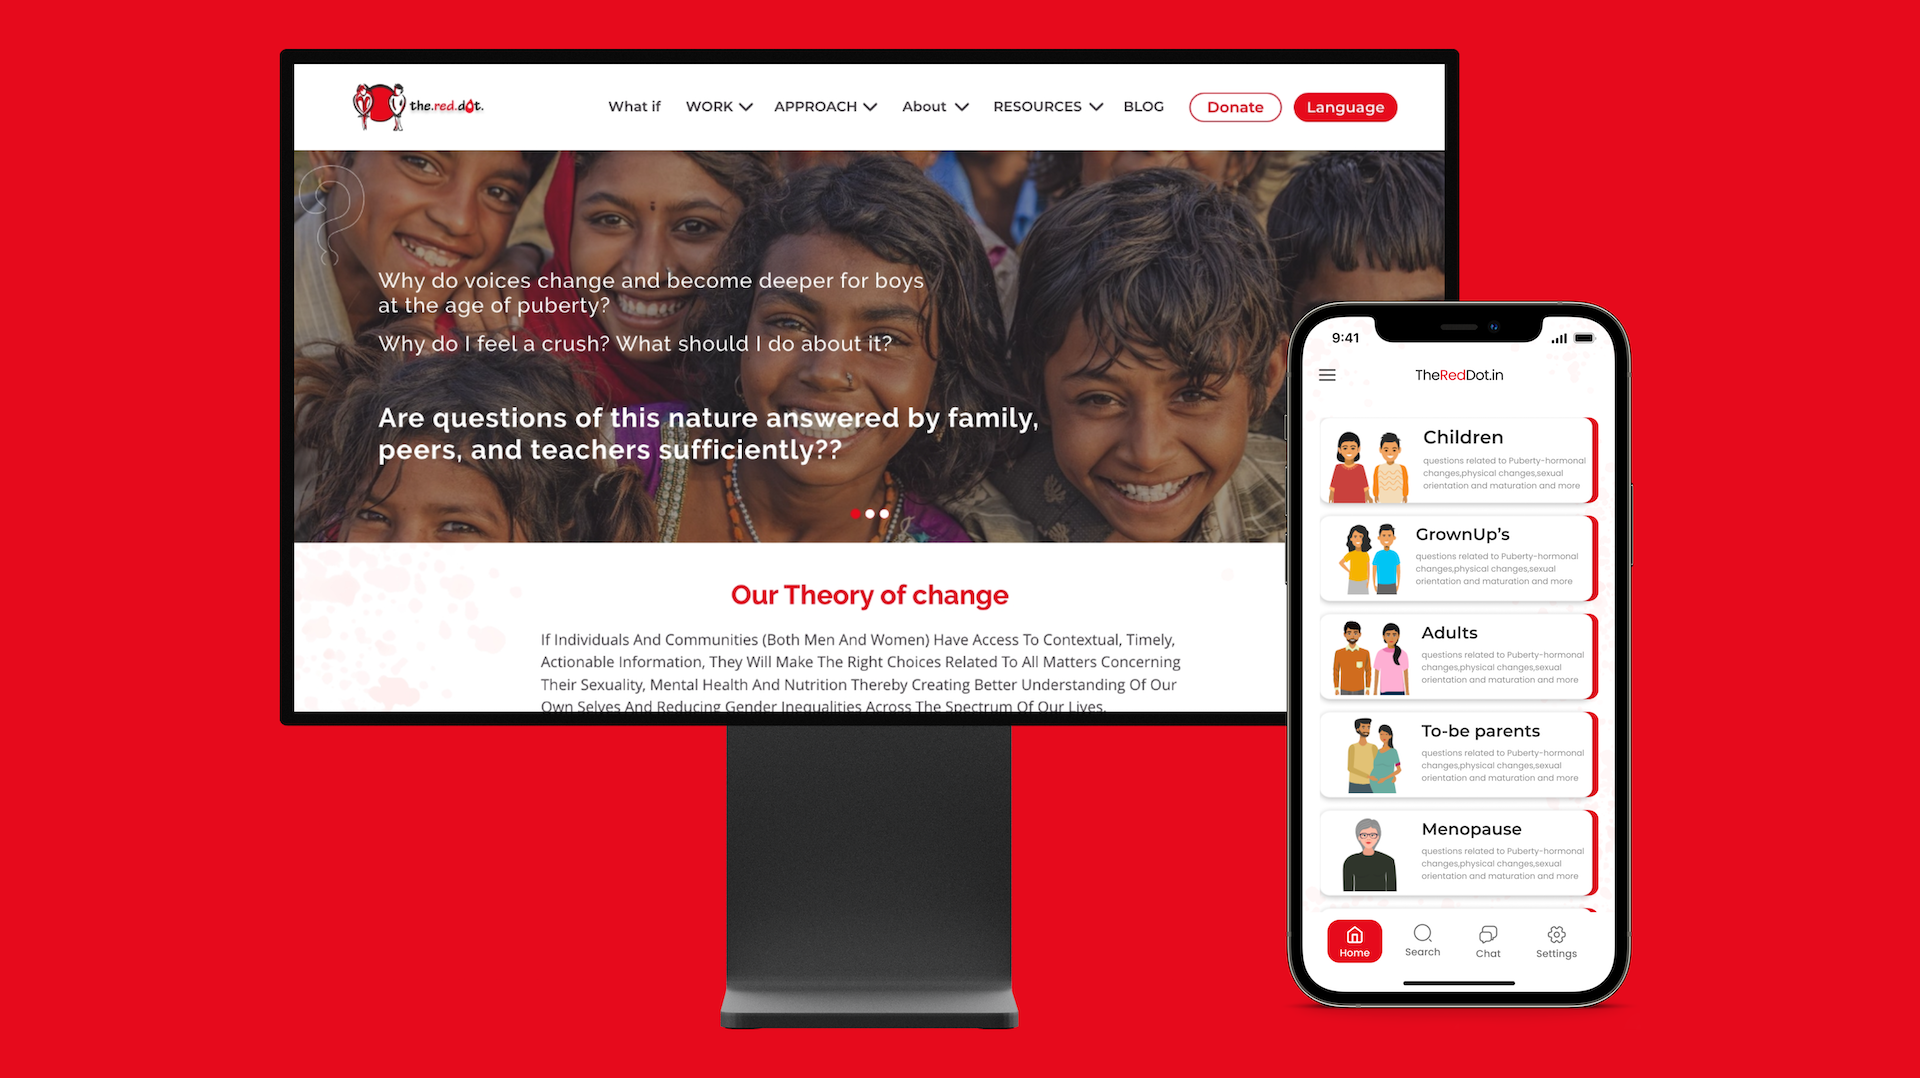 the.red.dot.
What if WORK APPROACH About RESOURCES BLOG Donate Language
Why do voices change and become deeper for boys
at the age of puberty?
Why do I feel a crush? What should I do about it?
Are questions of this nature answered by family,
peers, and teachers sufficiently??
Our Theory of change
If Individuals And Communities (Both Men And Women) Have Access To Contextual, Timely,
Actionable Information, They Will Make The Right Choices Related To All Matters Concerning
Their Sexuality, Mental Health And Nutrition Thereby Creating Better Understanding Of Our
Own Selves And Reducing Gender Inequalities Across The Spectrum Of Our Lives.
9:41
TheRedDot.in
Children
questions related to Puberty-hormonal
changes,physical changes,sexual
orientation and maturation and more
GrownUp's
questions related to Puberty-hormonal
changes,physical changes,sexual
orientation and maturation and more
Adults
questions related to Puberty-hormonal
changes,physical changes,sexual
orientation and maturation and more
To-be parents
questions related to Puberty-hormonal
changes,physical changes,sexual
orientation and maturation and more
Menopause
questions related to Puberty-hormonal
changes,physical changes,sexual
orientation and maturation and more
Home Search Chat Settings